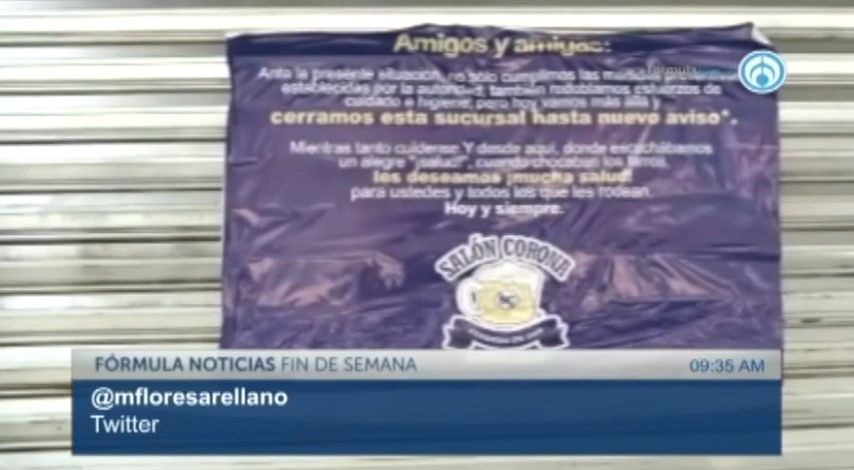 Amigos y amigas:
Ante la presente situación, no sólo cumplimos las medidas
establecidas por la autoridad, también redoblamos esfuerzos de
cuidado e higiene; pero hoy vamos más allá y
cerramos esta sucursal hasta nuevo aviso*.
Mientras tanto cuídense. Y desde aquí, donde escuchábamos
un alegre "¡salud!", cuando chocaban los tarros,
les deseamos ¡mucha salud!
para ustedes y todos los que les rodean.
Hoy y siempre.
SALÓN CORONA
FÓRMULA NOTICIAS FIN DE SEMANA
09:35 AM
@mfloresarellano
Twitter